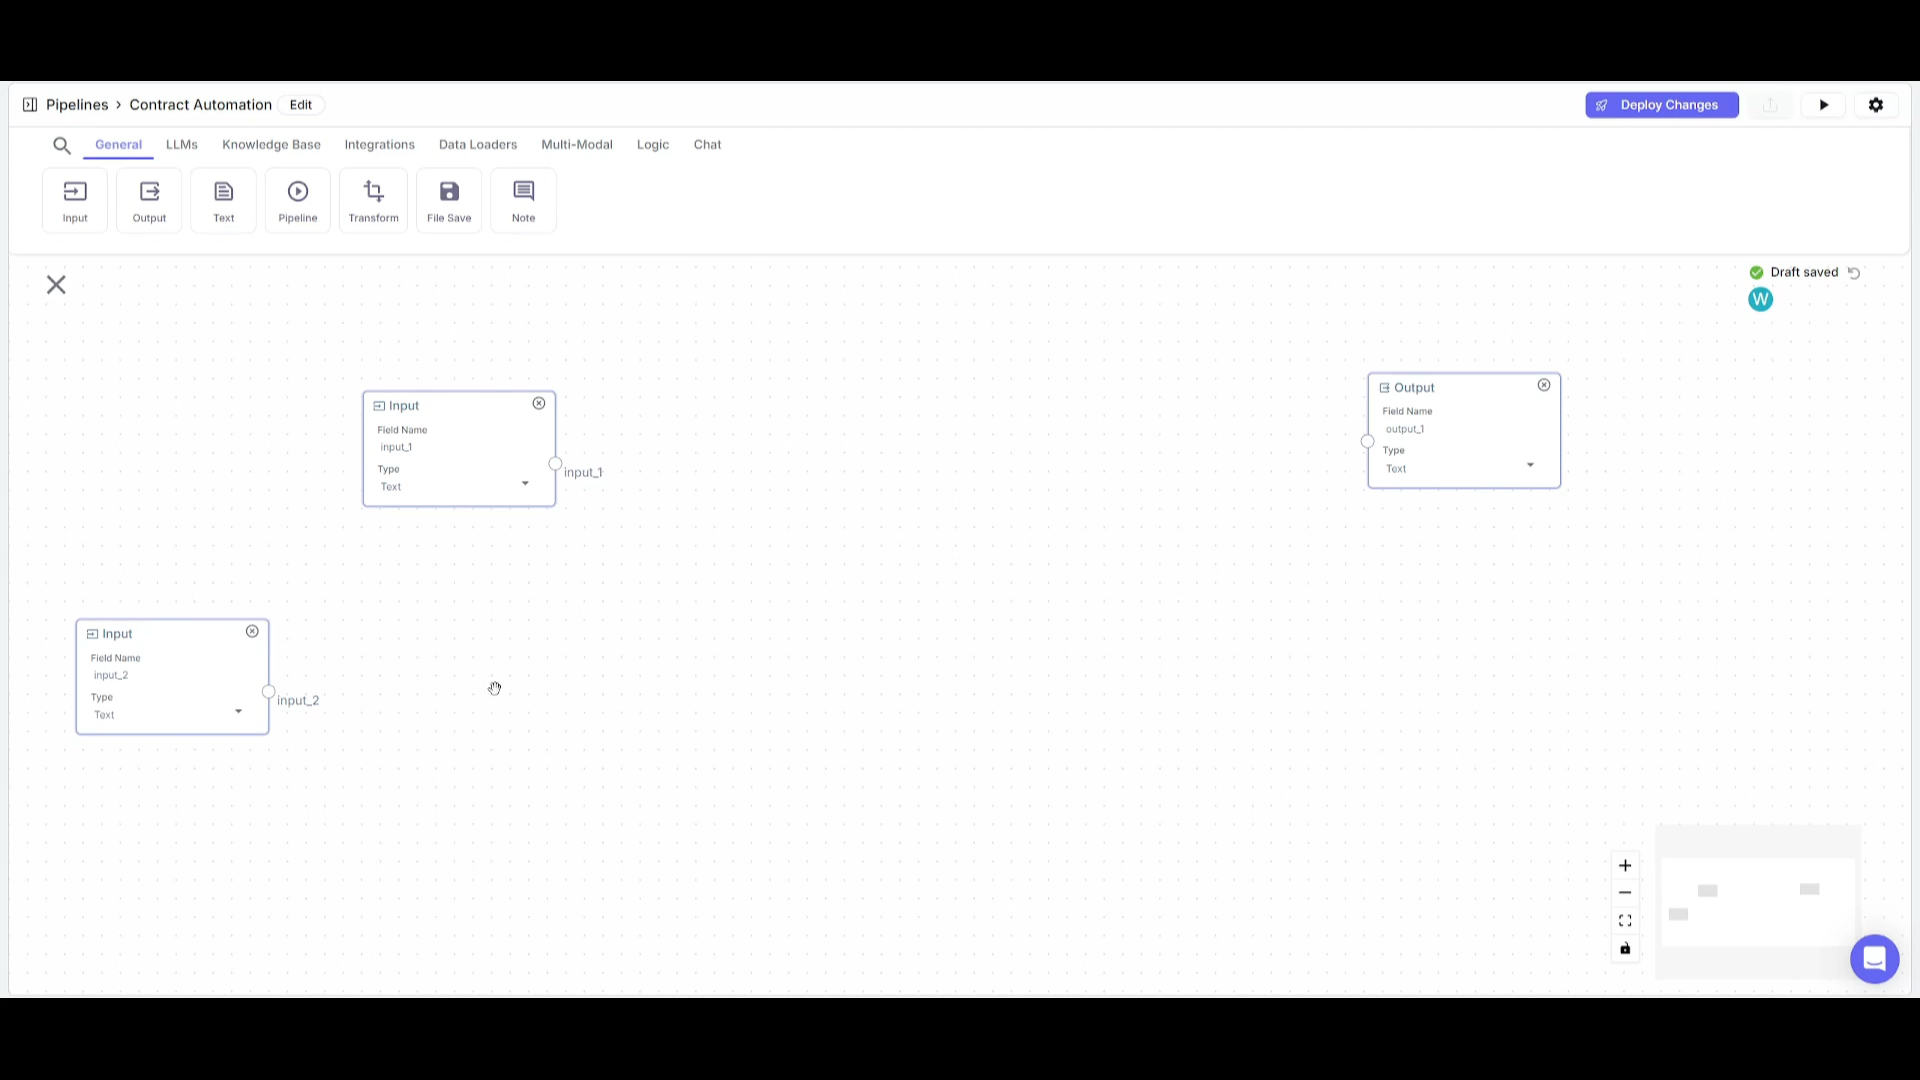 Pipelines > Contract Automation Edit
Deploy Changes
General LLMs Knowledge Base Integrations Data Loaders Multi-Modal Logic Chat
Input Output Text Pipeline Transform File Save Note
Draft saved
W
Input
Field Name
input_1
Type
Text
input_1
Output
Field Name
output_1
Type
Text
Input
Field Name
input_2
Type
Text
input_2